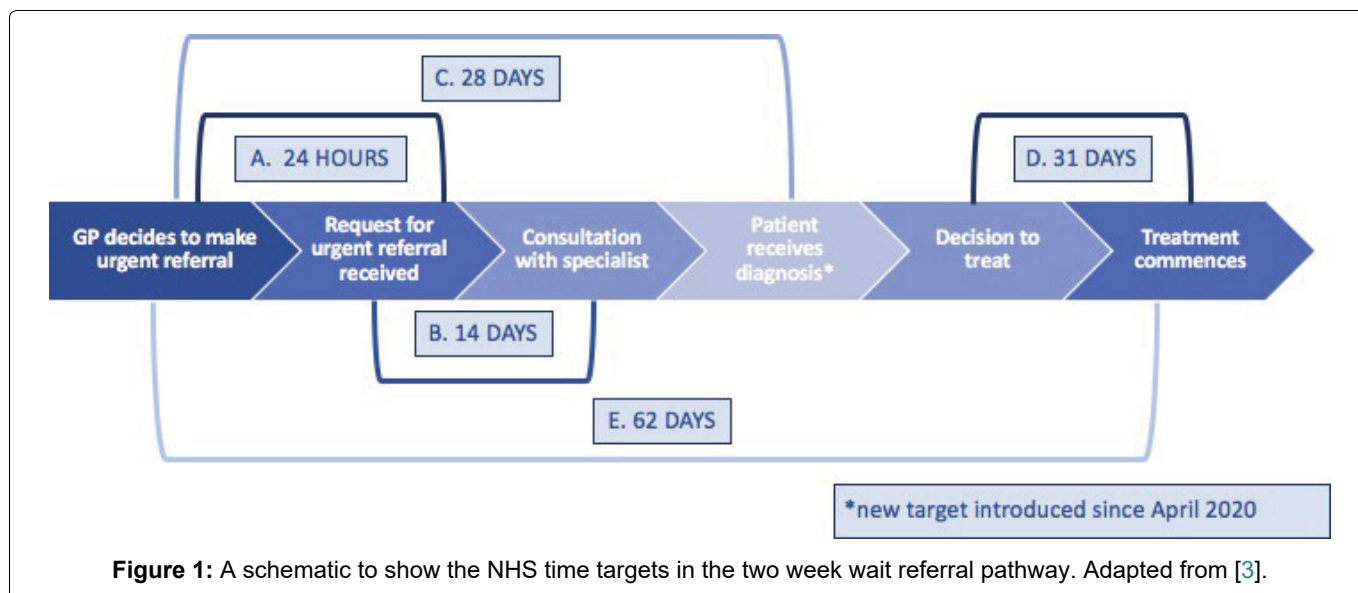 C. 28 DAYS
A. 24 HOURS
D. 31 DAYS
GP decides to make
urgent referral
Request for
urgent referral
received
Consultation
with specialist
Patient
receives
diagnosis*
Decision to
treat
Treatment
commences
B. 14 DAYS
E. 62 DAYS
*new target introduced since April 2020
Figure 1: A schematic to show the NHS time targets in the two week wait referral pathway. Adapted from [3].